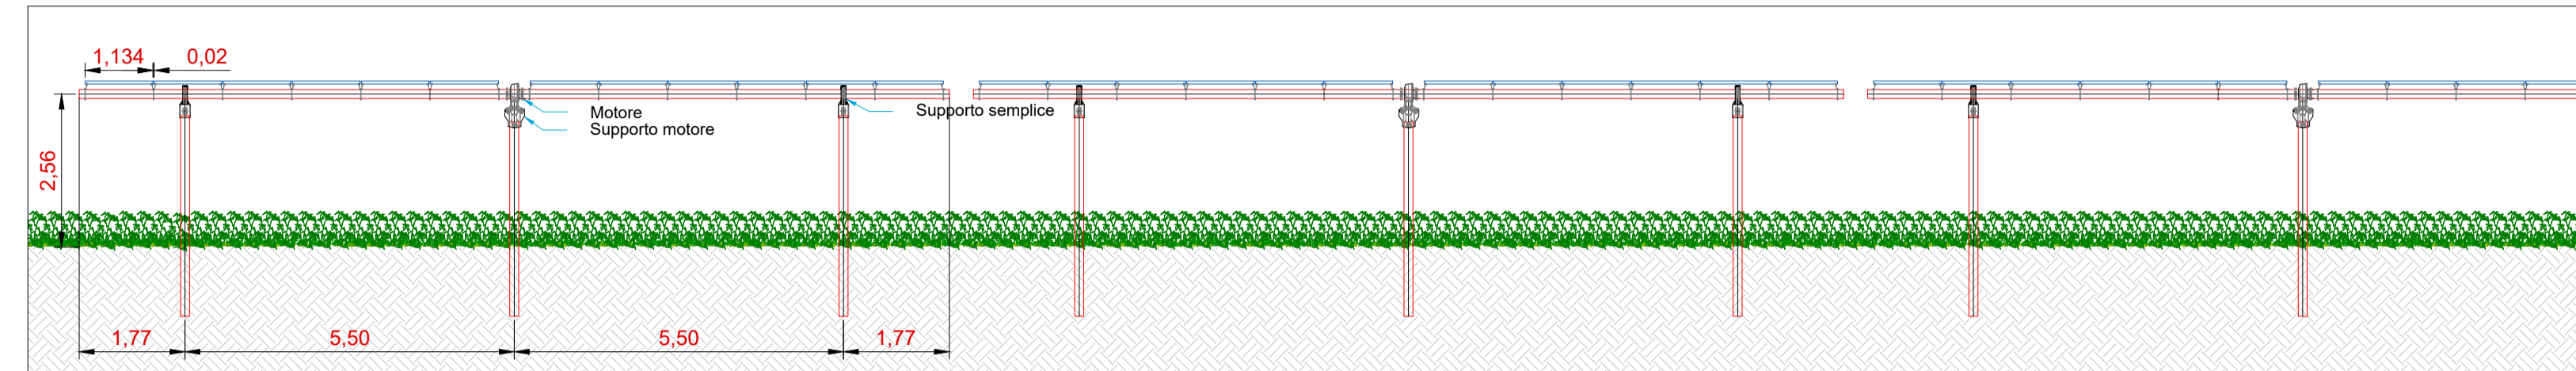 1,134 0,02
Motore
Supporto motore
Supporto semplice
2,56
1,77 5,50 5,50 1,77